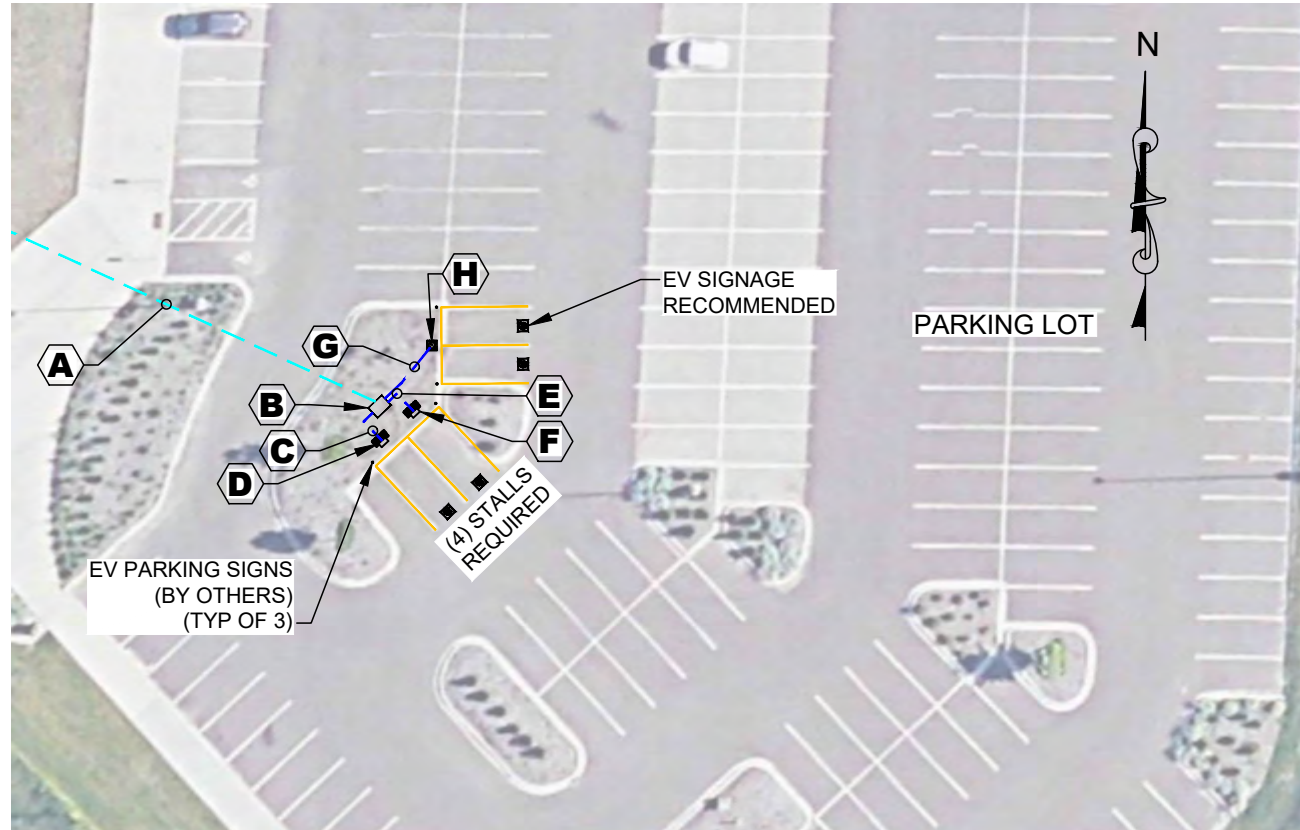 N
H
EV SIGNAGE
RECOMMENDED
PARKING LOT
G
A
B
E
C
F
D
(4) STALLS
REQUIRED
EV PARKING SIGNS
(BY OTHERS)
(TYP OF 3)